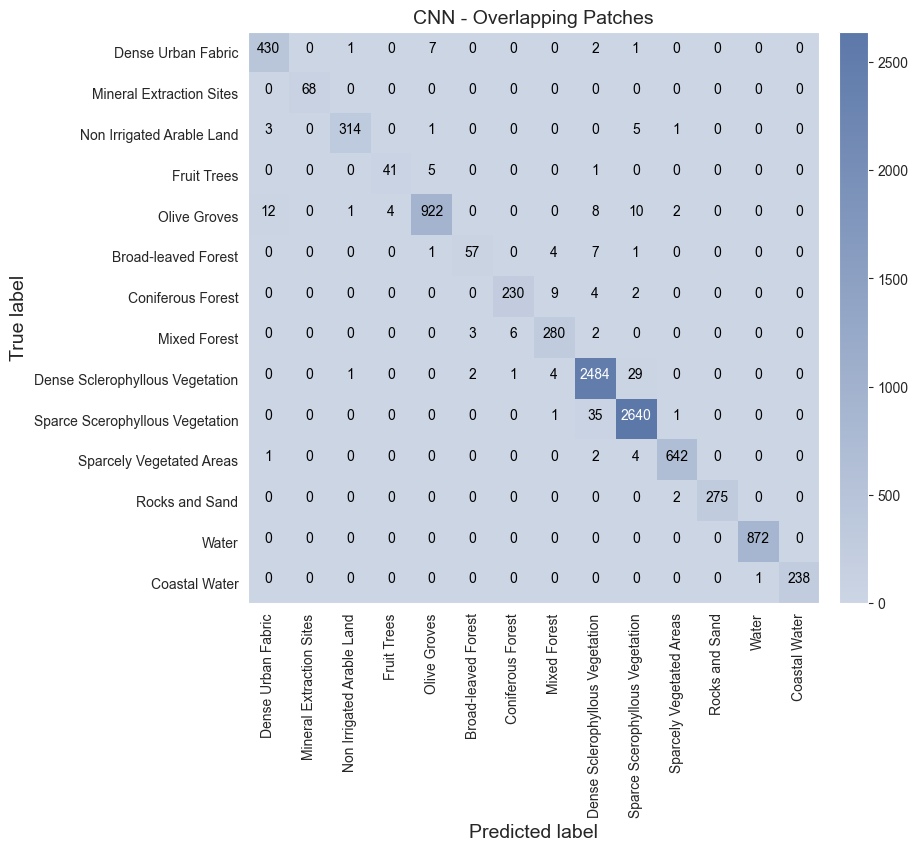 CNN - Overlapping Patches
True label
Dense Urban Fabric 430 0 1 0 7 0 0 0 2 1 0 0 0 0
Mineral Extraction Sites 0 68 0 0 0 0 0 0 0 0 0 0 0 0
Non Irrigated Arable Land 3 0 314 0 1 0 0 0 0 5 1 0 0 0
Fruit Trees 0 0 0 41 5 0 0 0 1 0 0 0 0 0
Olive Groves 12 0 1 4 922 0 0 0 8 10 2 0 0 0
Broad-leaved Forest 0 0 0 0 1 57 0 4 7 1 0 0 0 0
Coniferous Forest 0 0 0 0 0 0 230 9 4 2 0 0 0 0
Mixed Forest 0 0 0 0 0 3 6 280 2 0 0 0 0 0
Dense Sclerophyllous Vegetation 0 0 1 0 0 2 1 4 2484 29 0 0 0 0
Sparce Scerophyllous Vegetation 0 0 0 0 0 0 0 1 35 2640 1 0 0 0
Sparcely Vegetated Areas 1 0 0 0 0 0 0 0 2 4 642 0 0 0
Rocks and Sand 0 0 0 0 0 0 0 0 0 0 2 275 0 0
Water 0 0 0 0 0 0 0 0 0 0 0 0 872 0
Coastal Water 0 0 0 0 0 0 0 0 0 0 0 0 1 238
Dense Urban Fabric
Mineral Extraction Sites
Non Irrigated Arable Land
Fruit Trees
Olive Groves
Broad-leaved Forest
Coniferous Forest
Mixed Forest
Dense Sclerophyllous Vegetation
Sparce Scerophyllous Vegetation
Sparcely Vegetated Areas
Rocks and Sand
Water
Coastal Water
Predicted label
2500
2000
1500
1000
500
0